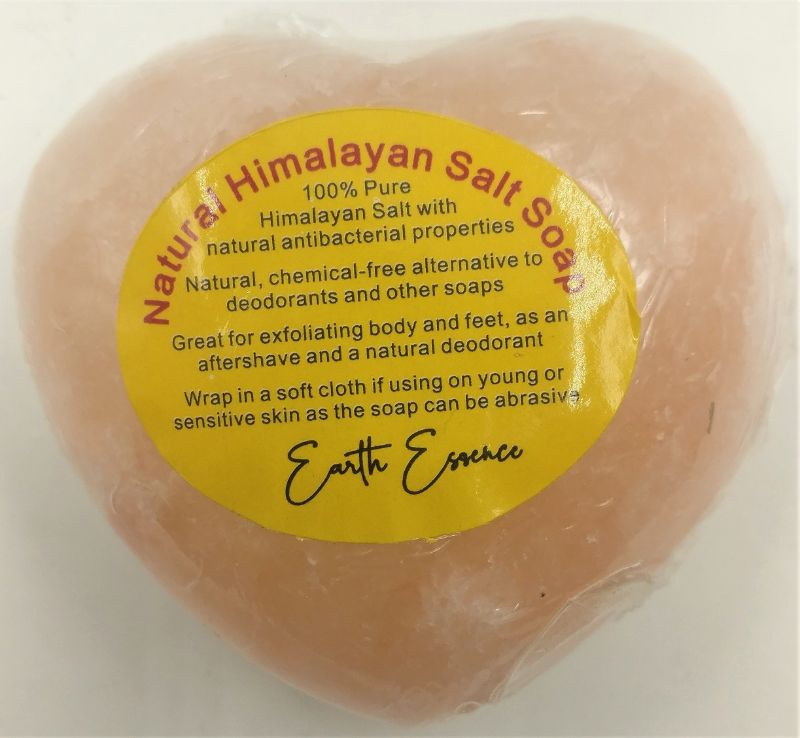 Natural Himalayan Salt Soap
100% Pure
Himalayan Salt with
natural antibacterial properties
Natural, chemical-free alternative to
deodorants and other soaps
Great for exfoliating body and feet, as an
aftershave and a natural deodorant
Wrap in a soft cloth if using on young or
sensitive skin as the soap can be abrasive
Earth Essence